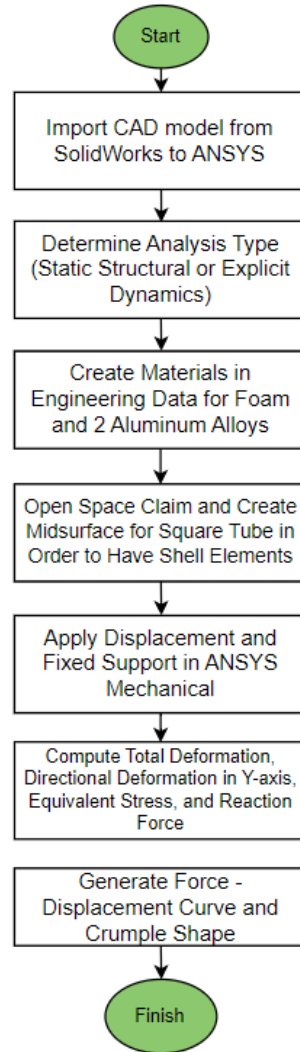 Start
Import CAD model from
SolidWorks to ANSYS
Determine Analysis Type
(Static Structural or Explicit
Dynamics)
Create Materials in
Engineering Data for Foam
and 2 Aluminum Alloys
Open Space Claim and Create
Midsurface for Square Tube in
Order to Have Shell Elements
Apply Displacement and
Fixed Support in ANSYS
Mechanical
Compute Total Deformation,
Directional Deformation in Y-axis,
Equivalent Stress, and Reaction
Force
Generate Force -
Displacement Curve and
Crumple Shape
Finish